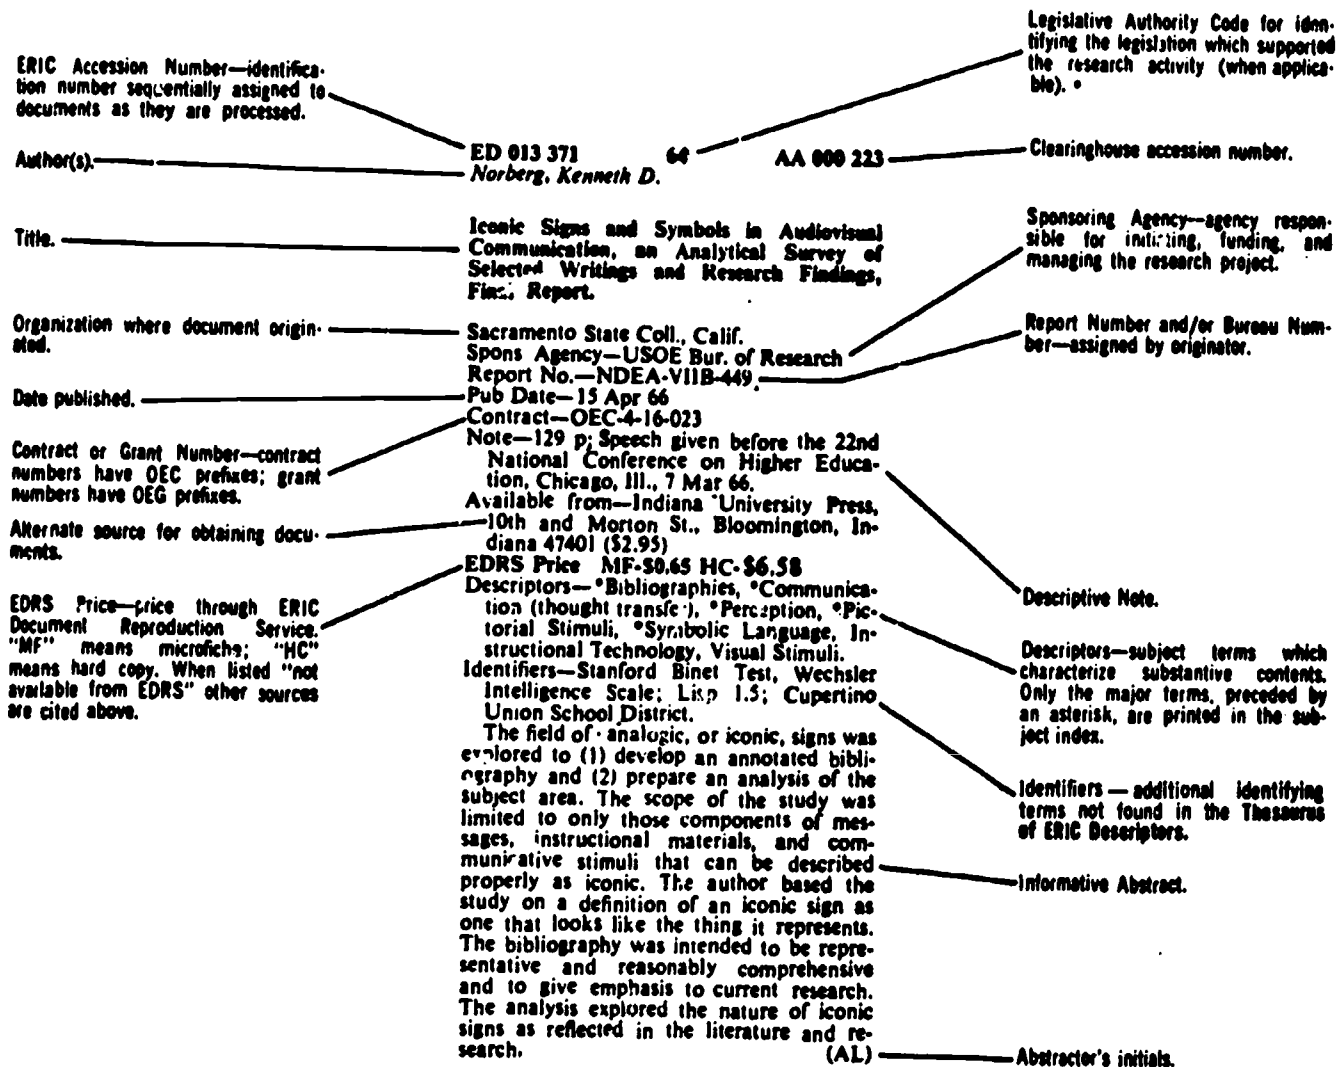 ERIC Accession Number—identifica-
tion number sequentially assigned to
documents as they are processed.
Author(s).
Title.
Organization where document origin-
ated.
Date published.
Contract or Grant Number—contract
numbers have OEC prefixes; grant
numbers have OEG prefixes.
Alternate source for obtaining docu-
ments.
EDRS Price—price through ERIC
Document Reproduction Service.
"MF" means microfiche; "HC"
means hard copy. When listed "not
available from EDRS" other sources
are cited above.
ED 013 371 64 AA 000 223
Norberg, Kenneth D.
Iconic Signs and Symbols in Audiovisual
Communication, an Analytical Survey of
Selected Writings and Research Findings,
Final Report.
Sacramento State Coll., Calif.
Spons Agency—USOE Bur. of Research
Report No.—NDEA-VIIB-449
Pub Date—15 Apr 66
Contract—OEC-4-16-023
Note—129 p; Speech given before the 22nd
National Conference on Higher Educa-
tion, Chicago, Ill., 7 Mar 66.
Available from—Indiana University Press,
10th and Morton St., Bloomington, In-
diana 47401 ($2.95)
EDRS Price MF-$0.65 HC-$6.58
Descriptors—*Bibliographies, *Communica-
tion (thought transfer), *Perception, *Pic-
torial Stimuli, *Symbolic Language, In-
structional Technology, Visual Stimuli.
Identifiers—Stanford Binet Test, Wechsler
Intelligence Scale; Lisp 1.5; Cupertino
Union School District.
The field of analogic, or iconic, signs was
explored to (1) develop an annotated bibli-
ography and (2) prepare an analysis of the
subject area. The scope of the study was
limited to only those components of mes-
sages, instructional materials, and com-
municative stimuli that can be described
properly as iconic. The author based the
study on a definition of an iconic sign as
one that looks like the thing it represents.
The bibliography was intended to be repre-
sentative and reasonably comprehensive
and to give emphasis to current research.
The analysis explored the nature of iconic
signs as reflected in the literature and re-
search. (AL)
Legislative Authority Code for iden-
tifying the legislation which supported
the research activity (when applica-
ble).
Clearinghouse accession number.
Sponsoring Agency—agency respon-
sible for initiating, funding, and
managing the research project.
Report Number and/or Bureau Num-
ber—assigned by originator.
Descriptive Note.
Descriptors—subject terms which
characterize substantive contents.
Only the major terms, preceded by
an asterisk, are printed in the sub-
ject index.
Identifiers — additional identifying
terms not found in the Thesaurus
of ERIC Descriptors.
Informative Abstract.
Abstractor's initials.